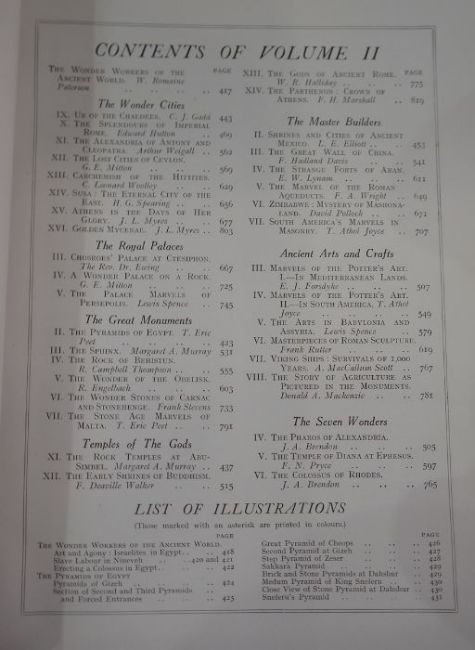 CONTENTS OF VOLUME II
PAGE
The Wonder Workers of the
Ancient World. W. Romaine
Paterson .. .. .. .. 417
The Wonder Cities
IX. Ur of the Chaldees. C. J. Gadd 443
X. The Splendours of Imperial
Rome. Edward Hutton .. 469
XI. The Alexandria of Antony and
Cleopatra. Arthur Weigall .. 562
XII. The Lost Cities of Ceylon.
G. E. Mitton .. .. .. 569
XIII. Carchemish of the Hittites.
C. Leonard Woolley .. .. 629
XIV. Susa: The Eternal City of the
East. H. G. Spearing .. .. 656
XV. Athens in the Days of Her
Glory. J. L. Myres .. .. 677
XVI. Golden Mycenae. J. L. Myres .. 803
The Royal Palaces
III. Chosroes' Palace at Ctesiphon.
The Rev. Dr. Ewing .. .. 667
IV. A Wonder Palace on a Rock.
G. E. Mitton .. .. .. 725
V. The Palace Marvels of
Persepolis. Lewis Spence .. 745
The Great Monuments
II. The Pyramids of Egypt. T. Eric
Peet .. .. .. .. 423
III. The Sphinx. Margaret A. Murray 531
IV. The Rock of Behistun.
R. Campbell Thompson .. .. 555
V. The Wonder of the Obelisk.
R. Engelbach .. .. .. 603
VI. The Wonder Stones of Carnac
and Stonehenge. Frank Stevens 733
VII. The Stone Age Marvels of
Malta. T. Eric Peet .. .. 791
Temples of The Gods
XI. The Rock Temples at Abu-
Simbel. Margaret A. Murray .. 437
XII. The Early Shrines of Buddhism.
F. Deaville Walker .. .. 515
PAGE
XIII. The Gods of Ancient Rome.
W. R. Halliday .. .. .. 775
XIV. The Parthenon: Crown of
Athens. F. H. Marshall .. 829
The Master Builders
II. Shrines and Cities of Ancient
Mexico. L. E. Elliott .. .. 453
III. The Great Wall of China.
F. Hadland Davis .. .. 541
IV. The Strange Forts of Aran.
E. W. Lynam .. .. .. 621
V. The Marvel of the Roman
Aqueducts. F. A. Wright .. 649
VI. Zimbabwe: Mystery of Mashona-
land. David Pollock .. .. 671
VII. South America's Marvels in
Masonry. T. Athol Joyce .. 707
Ancient Arts and Crafts
III. Marvels of the Potter's Art.
I.—In Mediterranean Lands.
E. J. Forsdyke .. .. .. 507
IV. Marvels of the Potter's Art.
II.—In South America. T. Athol
Joyce .. .. .. .. 549
V. The Arts in Babylonia and
Assyria. Lewis Spence .. 579
VI. Masterpieces of Roman Sculpture.
Frank Rutter .. .. .. 619
VII. Viking Ships: Survivals of 2,000
Years. A. MacCallum Scott .. 767
VIII. The Story of Agriculture as
Pictured in the Monuments.
Donald A. Mackenzie .. .. 781
The Seven Wonders
IV. The Pharos of Alexandria.
J. A. Brendon .. .. .. 505
V. The Temple of Diana at Ephesus.
F. N. Pryce .. .. .. 597
VI. The Colossus of Rhodes.
J. A. Brendon .. .. .. 765
LIST OF ILLUSTRATIONS
(Those marked with an asterisk are printed in colours.)
PAGE
The Wonder Workers of the Ancient World.
Art and Agony: Israelites in Egypt .. .. 418
Slave Labour in Nineveh .. .. 420 and 421
Erecting a Colossus in Egypt .. .. .. 422
The Pyramids of Egypt
Pyramids of Gizeh .. .. .. .. 424
Section of Second and Third Pyramids
and Forced Entrances .. .. .. 425
PAGE
Great Pyramid of Cheops .. .. .. 426
Second Pyramid at Gizeh .. .. .. 427
Step Pyramid of Zeser .. .. .. 428
Sakkara Pyramid .. .. .. .. 429
Brick and Stone Pyramids at Dahshur .. 429
Medum Pyramid of King Snefera .. .. 430
Close View of Stone Pyramid at Dahshur .. 430
Snefera's Pyramid .. .. .. .. 431